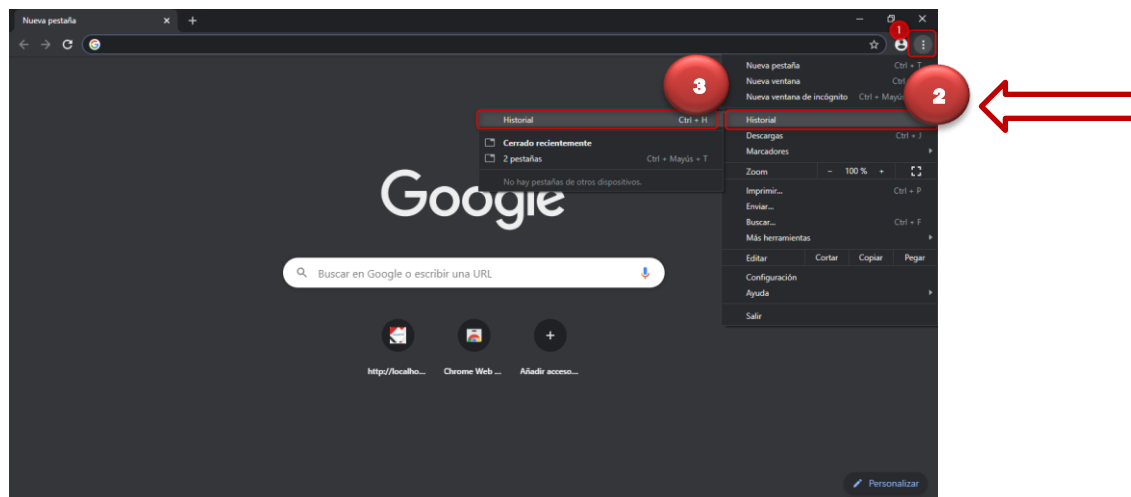 Nueva pestaña
1
Nueva pestaña Ctrl + T
Nueva ventana Ctrl
Nueva ventana de incógnito Ctrl + Mayús
3
2
Historial Ctrl + H
Historial
Cerrado recientemente
Descargas Ctrl + J
2 pestañas Ctrl + Mayús + T
Marcadores
No hay pestañas de otros dispositivos.
Zoom - 100 % +
Imprimir... Ctrl + P
Enviar...
Buscar... Ctrl + F
Más herramientas
Editar Cortar Copiar Pegar
Configuración
Ayuda
Salir
Google
Buscar en Google o escribir una URL
http://localho... Chrome Web ... Añadir acceso...
Personalizar